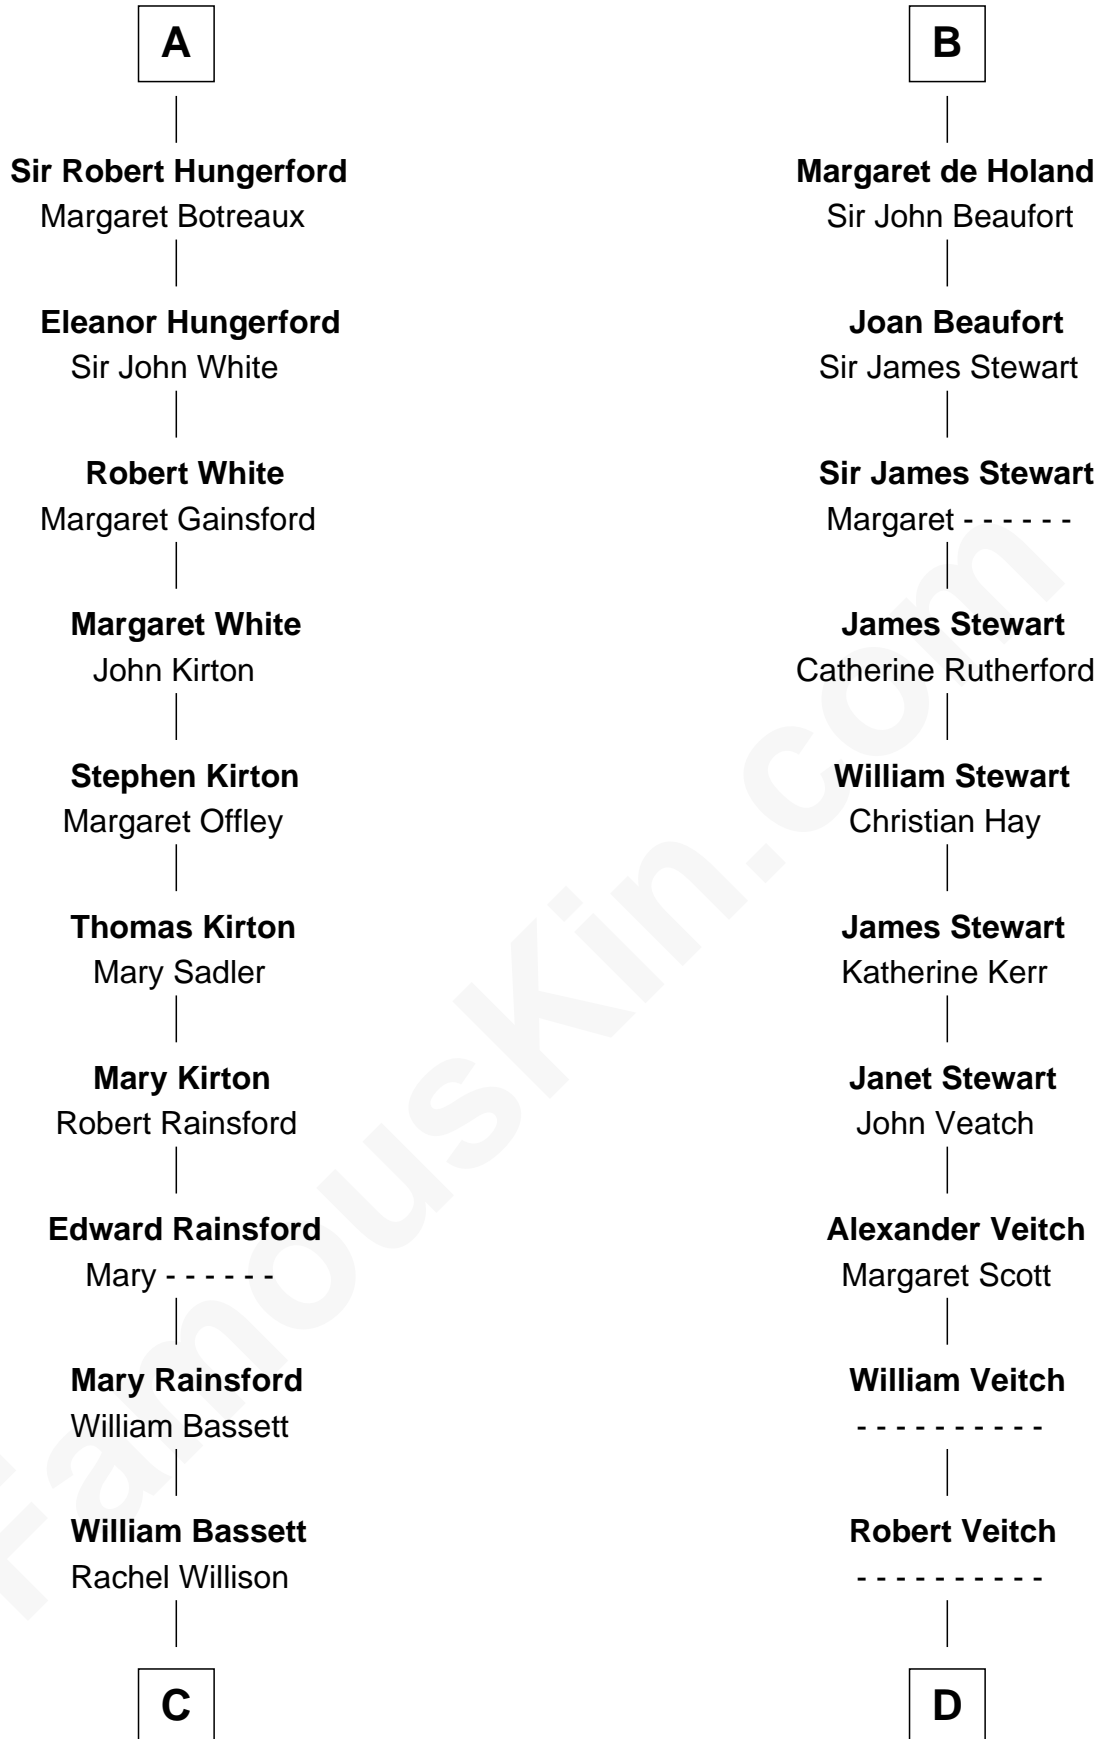 A
Sir Robert Hungerford
Margaret Botreaux
Eleanor Hungerford
Sir John White
Robert White
Margaret Gainsford
Margaret White
John Kirton
Stephen Kirton
Margaret Offley
Thomas Kirton
Mary Sadler
Mary Kirton
Robert Rainsford
Edward Rainsford
Mary - - - - - -
Mary Rainsford
William Bassett
William Bassett
Rachel Willison
C
B
Margaret de Holand
Sir John Beaufort
Joan Beaufort
Sir James Stewart
Sir James Stewart
Margaret - - - - - -
James Stewart
Catherine Rutherford
William Stewart
Christian Hay
James Stewart
Katherine Kerr
Janet Stewart
John Veatch
Alexander Veitch
Margaret Scott
William Veitch
- - - - - - - - - -
Robert Veitch
- - - - - - - - - -
D
FamousKin.com